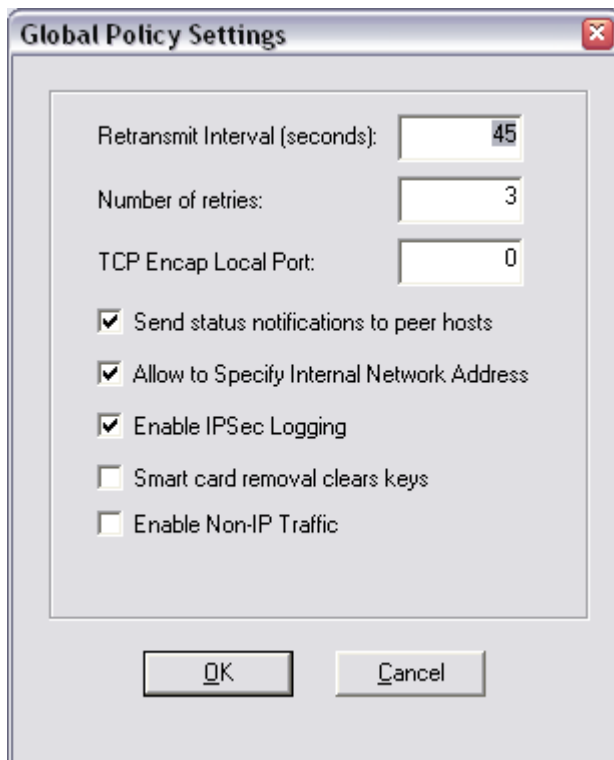 Global Policy Settings
Retransmit Interval (seconds): 45
Number of retries: 3
TCP Encap Local Port: 0
Send status notifications to peer hosts
Allow to Specify Internal Network Address
Enable IPSec Logging
Smart card removal clears keys
Enable Non-IP Traffic
OK Cancel